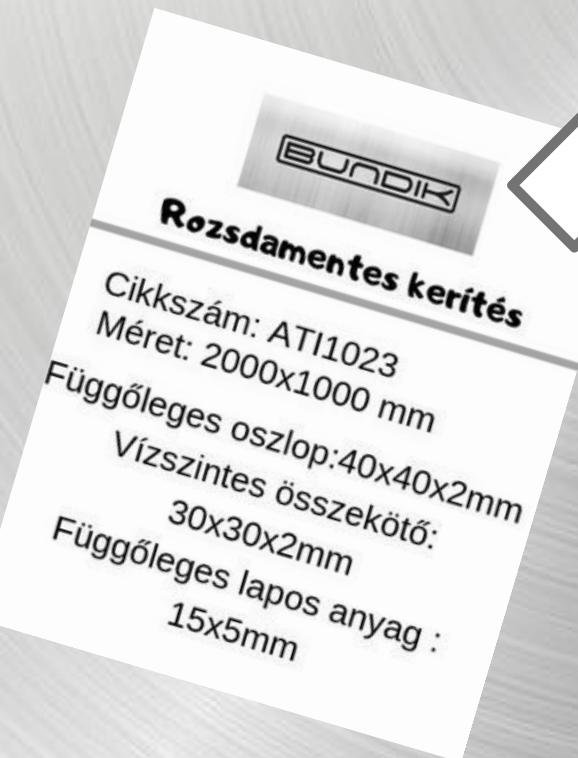 BUNDIK
Rozsdamentes kerítés
Cikkszám: ATI1023
Méret: 2000x1000 mm
Függőleges oszlop:40x40x2mm
Vízszintes összekötő:
30x30x2mm
Függőleges lapos anyag :
15x5mm